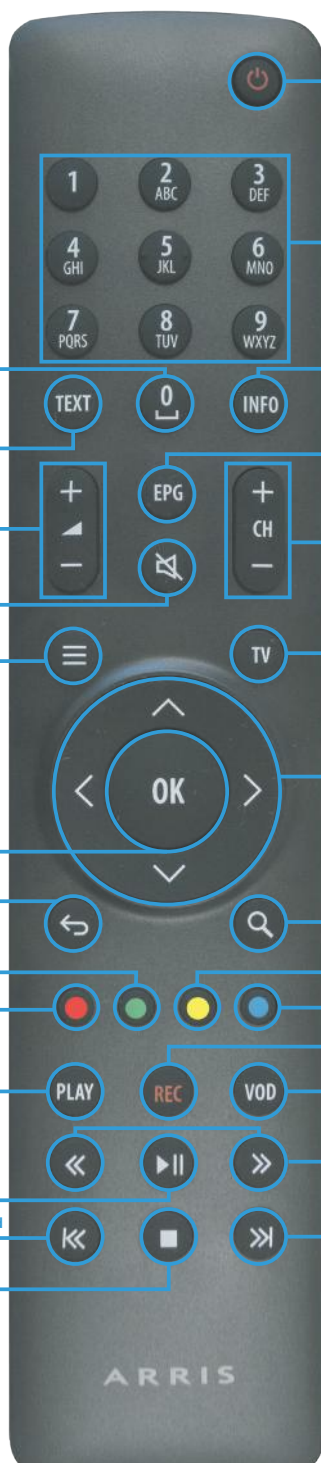 1 2 3
ABC DEF
4 5 6
GHI JKL MNO
7 8 9
PQRS TUV WXYZ
TEXT 0 INFO
+ EPG +
CH
− −
TV
OK
PLAY REC VOD
ARRIS